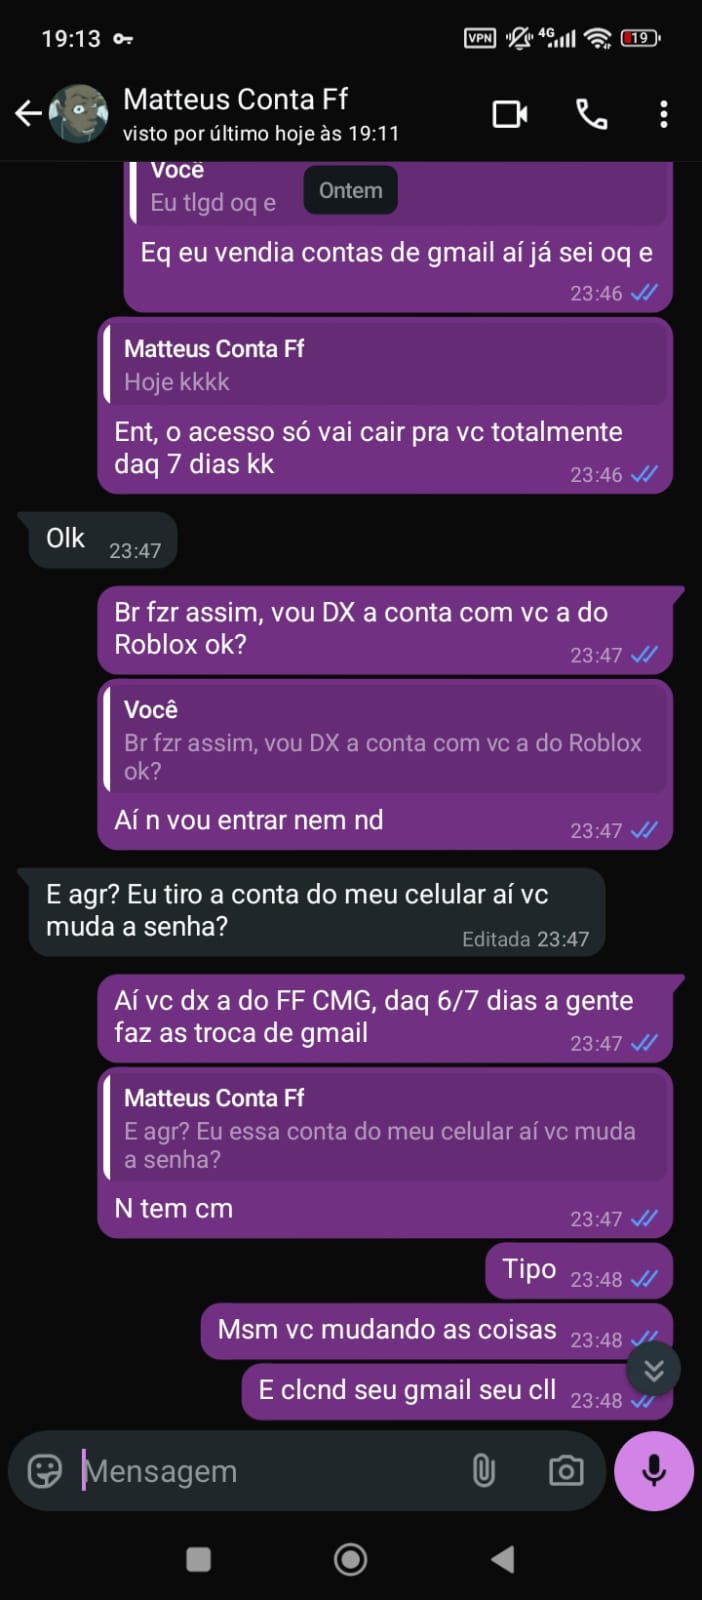 19:13
VPN
4G
19
Matteus Conta Ff
visto por último hoje às 19:11
Você
Ontem
Eu tlgd oq e
Eq eu vendia contas de gmail aí já sei oq e
23:46
Matteus Conta Ff
Hoje kkkk
Ent, o acesso só vai cair pra vc totalmente
daq 7 dias kk
23:46
Olk
23:47
Br fzr assim, vou DX a conta com vc a do
Roblox ok?
23:47
Você
Br fzr assim, vou DX a conta com vc a do Roblox
ok?
Aí n vou entrar nem nd
23:47
E agr? Eu tiro a conta do meu celular aí vc
muda a senha?
Editada 23:47
Aí vc dx a do FF CMG, daq 6/7 dias a gente
faz as troca de gmail
23:47
Matteus Conta Ff
E agr? Eu essa conta do meu celular aí vc muda
a senha?
N tem cm
23:47
Tipo
23:48
Msm vc mudando as coisas
23:48
E clcnd seu gmail seu cll
23:48
Mensagem